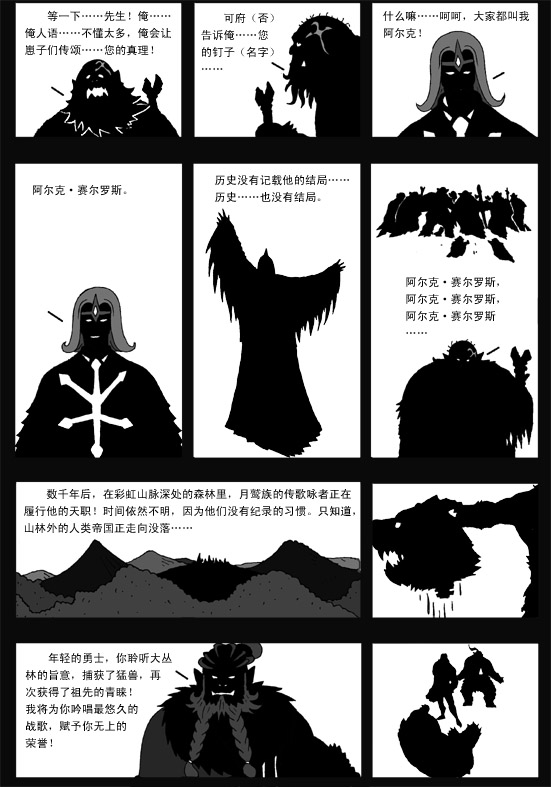 等一下……先生！俺……
俺人语……不懂太多，俺会让
崽子们传颂……您的真理！
可府（否）
告诉俺……您
的钉子（名字）
……
什么嘛……呵呵，大家都叫我
阿尔克！
阿尔克·赛尔罗斯。
历史没有记载他的结局……
历史……也没有结局。
阿尔克·赛尔罗斯，
阿尔克·赛尔罗斯，
阿尔克·赛尔罗斯
……
数千年后，在彩虹山脉深处的森林里，月鹫族的传歌咏者正在
履行他的天职！时间依然不明，因为他们没有纪录的习惯。只知道，
山林外的人类帝国正走向没落……
年轻的勇士，你聆听大丛
林的旨意，捕获了猛兽，再
次获得了祖先的青睐！
我将为你吟唱最悠久的
战歌，赋予你无上的
荣誉！